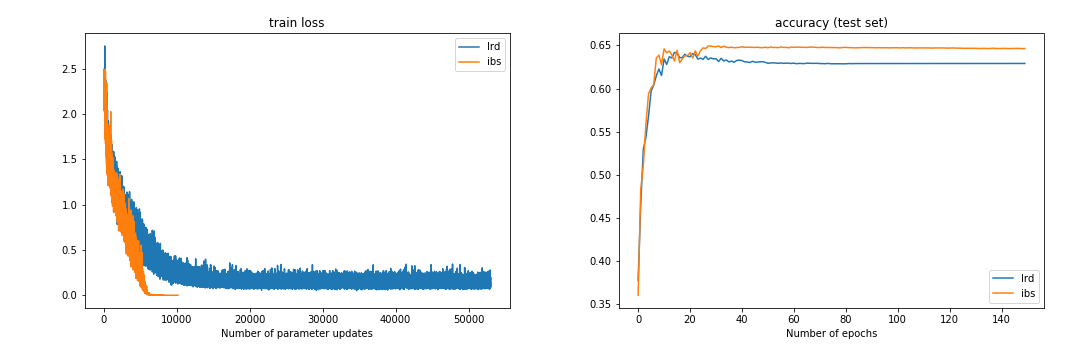 train loss
lrd
ibs
2.5
2.0
1.5
1.0
0.5
0.0
0 10000 20000 30000 40000 50000
Number of parameter updates
accuracy (test set)
0.65
0.60
0.55
0.50
0.45
0.40
0.35
lrd
ibs
0 20 40 60 80 100 120 140
Number of epochs